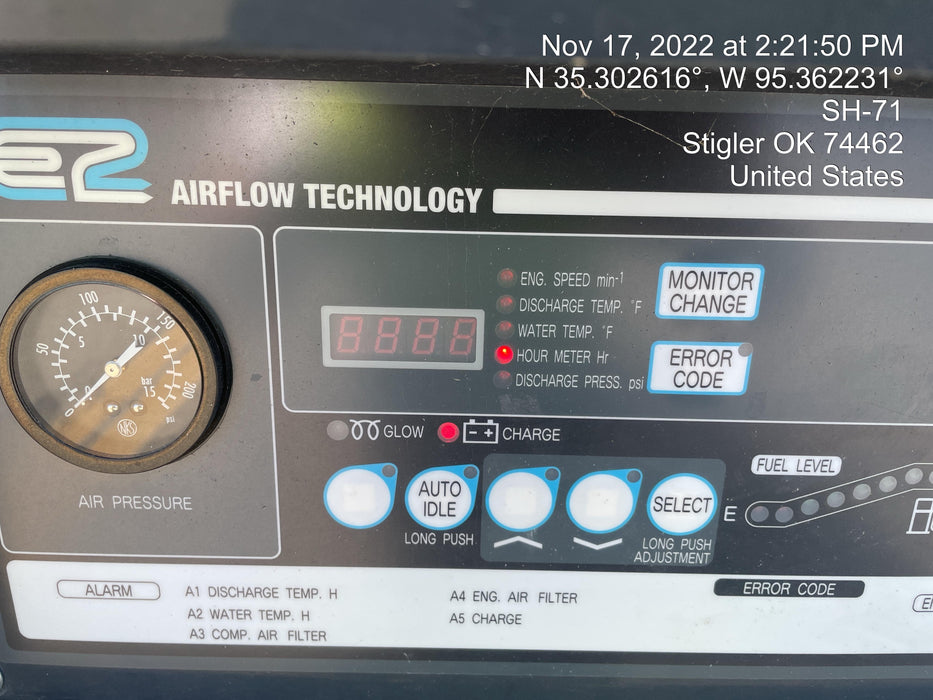 Nov 17, 2022 at 2:21:50 PM
N 35.302616°, W 95.362231°
SH-71
Stigler OK 74462
United States
e2
AIRFLOW TECHNOLOGY
0
50
100
150
200
psi
0
5
10
15
bar
NKS
AIR PRESSURE
ENG. SPEED min-1
DISCHARGE TEMP. °F
WATER TEMP. °F
HOUR METER Hr
DISCHARGE PRESS. psi
MONITOR
CHANGE
ERROR
CODE
GLOW
- +
CHARGE
AUTO
IDLE
LONG PUSH
SELECT
LONG PUSH
ADJUSTMENT
FUEL LEVEL
E
ALARM
A1 DISCHARGE TEMP. H
A2 WATER TEMP. H
A3 COMP. AIR FILTER
A4 ENG. AIR FILTER
A5 CHARGE
ERROR CODE